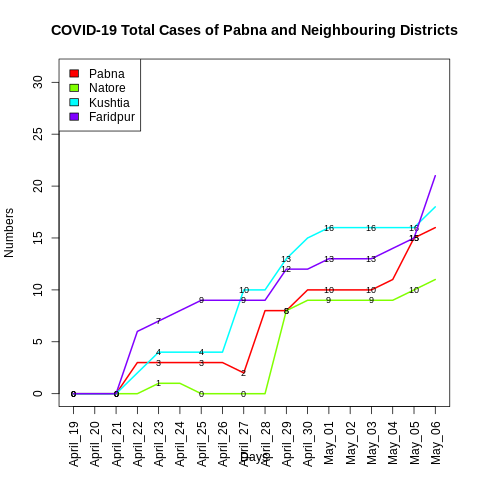 COVID-19 Total Cases of Pabna and Neighbouring Districts
Pabna
Natore
Kushtia
Faridpur
Numbers
30
25
20
15
10
5
0
16 16 16
13 13 13
12
10 10 10 15
9 9 9 9 10
7
4 4
3 3
2
1
0 0 0 0
8
April_19
April_20
April_21
April_22
April_23
April_24
April_25
April_26
April_27
April_28
April_29
April_30
May_01
May_02
May_03
May_04
May_05
May_06
Days